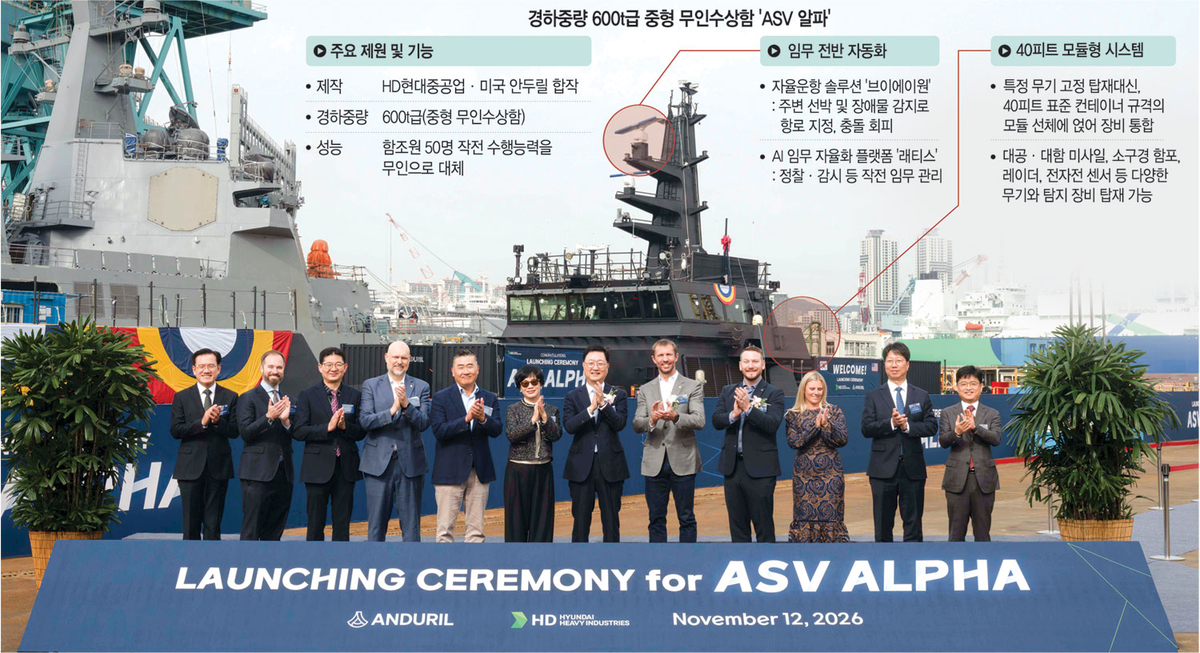 경하중량 600t급 중형 무인수상함 'ASV 알파'
주요 제원 및 기능
• 제작 HD현대중공업 · 미국 안두릴 합작
• 경하중량 600t급(중형 무인수상함)
• 성능 함조원 50명 작전 수행능력을
무인으로 대체
임무 전반 자동화
• 자율운항 솔루션 '브이에이원'
: 주변 선박 및 장애물 감지로
항로 지정, 충돌 회피
• AI 임무 자율화 플랫폼 '래티스'
: 정찰 · 감시 등 작전 임무 관리
40피트 모듈형 시스템
• 특정 무기 고정 탑재대신,
40피트 표준 컨테이너 규격의
모듈 선체에 얹어 장비 통합
• 대공 · 대함 미사일, 소구경 함포,
레이더, 전자전 센서 등 다양한
무기와 탐지 장비 탑재 가능
ANDURIL
CONGRATULATIONS
LAUNCHING CEREMONY
ALPHA
WELCOME!
LAUNCHING CEREMONY
ALPHA
LAUNCHING CEREMONY for ASV ALPHA
ANDURIL
HD HYUNDAI
HEAVY INDUSTRIES
November 12, 2026